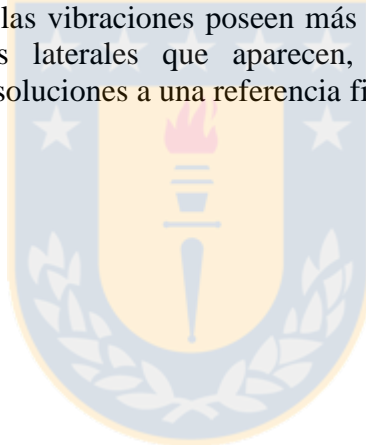 las vibraciones poseen más
s laterales que aparecen,
soluciones a una referencia fi